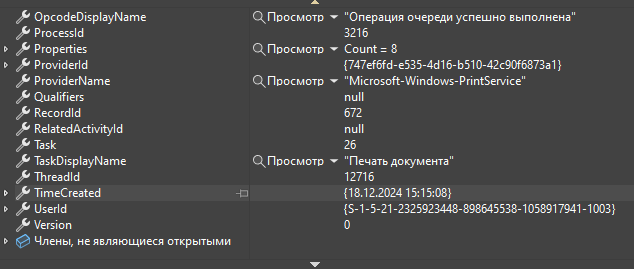 OpcodeDisplayName Просмотр "Операция очереди успешно выполнена"
ProcessId 3216
Properties Count = 8
ProviderId {747ef6fd-e535-4d16-b510-42c90f6873a1}
ProviderName Просмотр "Microsoft-Windows-PrintService"
Qualifiers null
RecordId 672
RelatedActivityId null
Task 26
TaskDisplayName Просмотр "Печать документа"
ThreadId 12716
TimeCreated {18.12.2024 15:15:08}
UserId {S-1-5-21-2325923448-898645538-1058917941-1003}
Version 0
Члены, не являющиеся открытыми